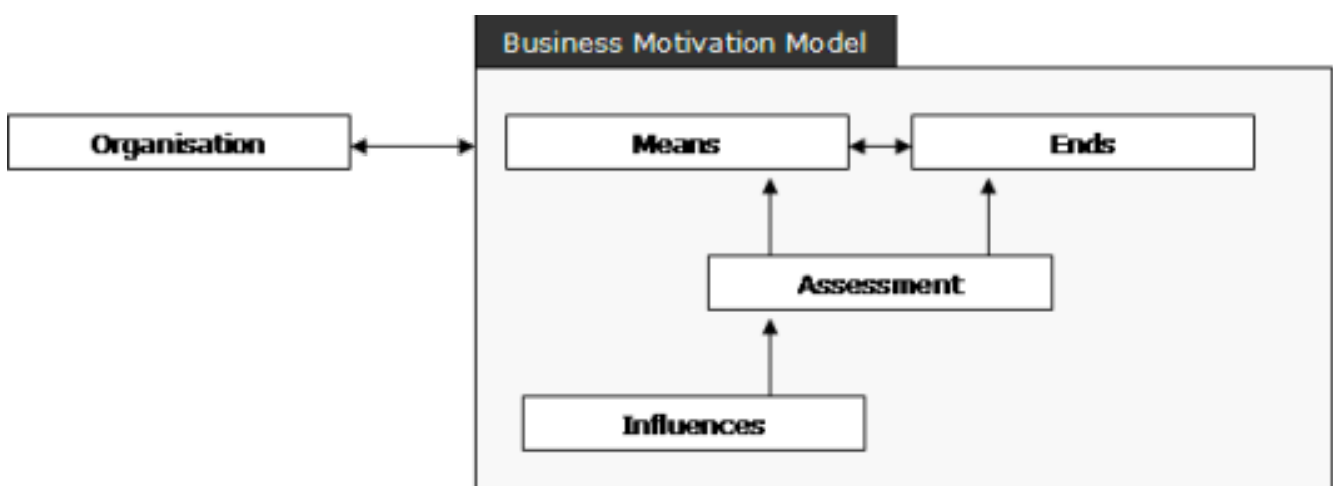 Business Motivation Model
Organisation
Means
Ends
Assessment
Influences